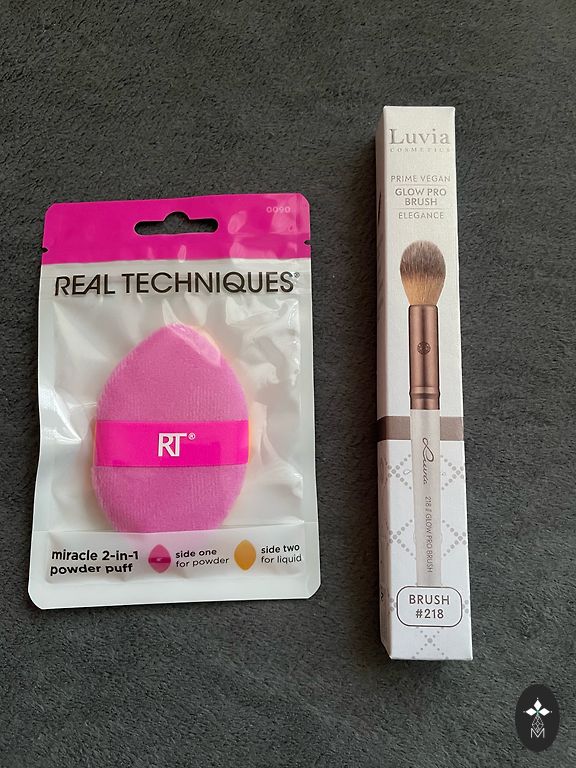 0090
REAL TECHNIQUES®
RT®
miracle 2-in-1
powder puff
side one
for powder
side two
for liquid
Luvia
COSMETICS
PRIME VEGAN
GLOW PRO
BRUSH
ELEGANCE
Luvia
218 // GLOW PRO BRUSH
BRUSH
#218
M